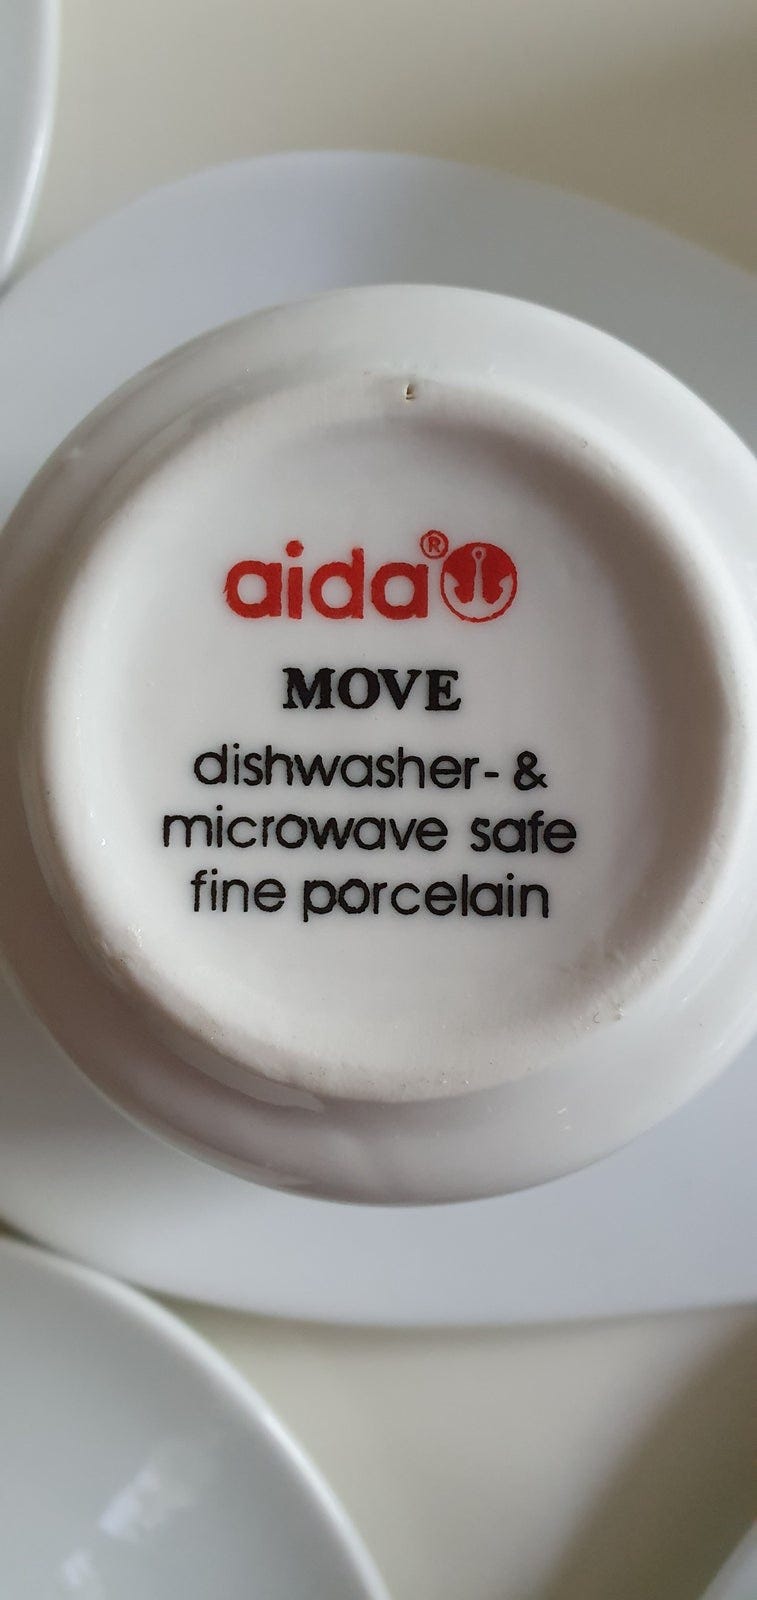 aida®
MOVE
dishwasher- &
microwave safe
fine porcelain